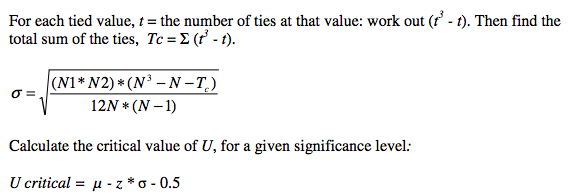 For each tied value, t = the number of ties at that value: work out (t³ - t). Then find the
total sum of the ties, Tc = Σ (t³ - t).
σ = √((N1* N2) * (N³ – N – T꜀) / 12N * (N – 1))
Calculate the critical value of U, for a given significance level:
U critical = μ - z * σ - 0.5